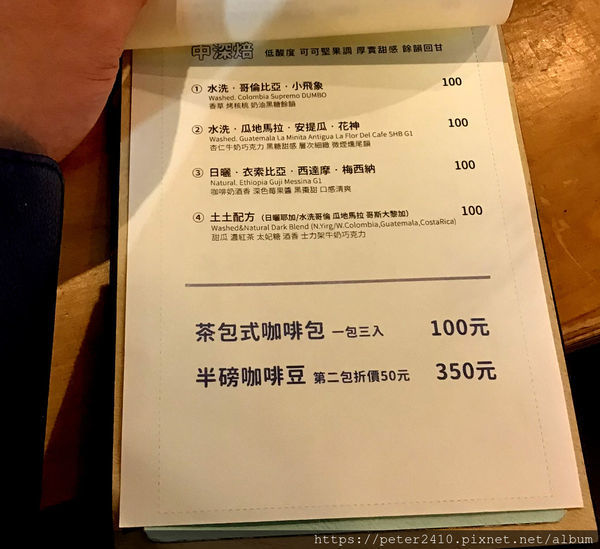 中深焙 低酸度 可可堅果調 厚實甜感 餘韻回甘
① 水洗・哥倫比亞・小飛象 100
Washed. Colombia Supremo DUMBO
香草 烤核桃 奶油黑糖餘韻
② 水洗・瓜地馬拉・安提瓜・花神 100
Washed. Guatemala La Minita Antigua La Flor Del Cafe SHB G1
杏仁牛奶巧克力 黑糖甜感 層次細緻 微煙燻尾韻
③ 日曬・衣索比亞・西達摩・梅西納 100
Natural. Ethiopia Guji Messina G1
咖啡奶酒香 深色莓果醬 黑棗甜 口感清爽
④ 土土配方 (日曬耶加/水洗哥倫 瓜地馬拉 哥斯大黎加) 100
Washed&Natural Dark Blend (N.Yirg/W.Colombia,Guatemala,CostaRica)
甜瓜 濃紅茶 太妃糖 酒香 士力架牛奶巧克力
茶包式咖啡包 一包三入 100元
半磅咖啡豆 第二包折價50元 350元
https://peter2410.pixnet.net/album